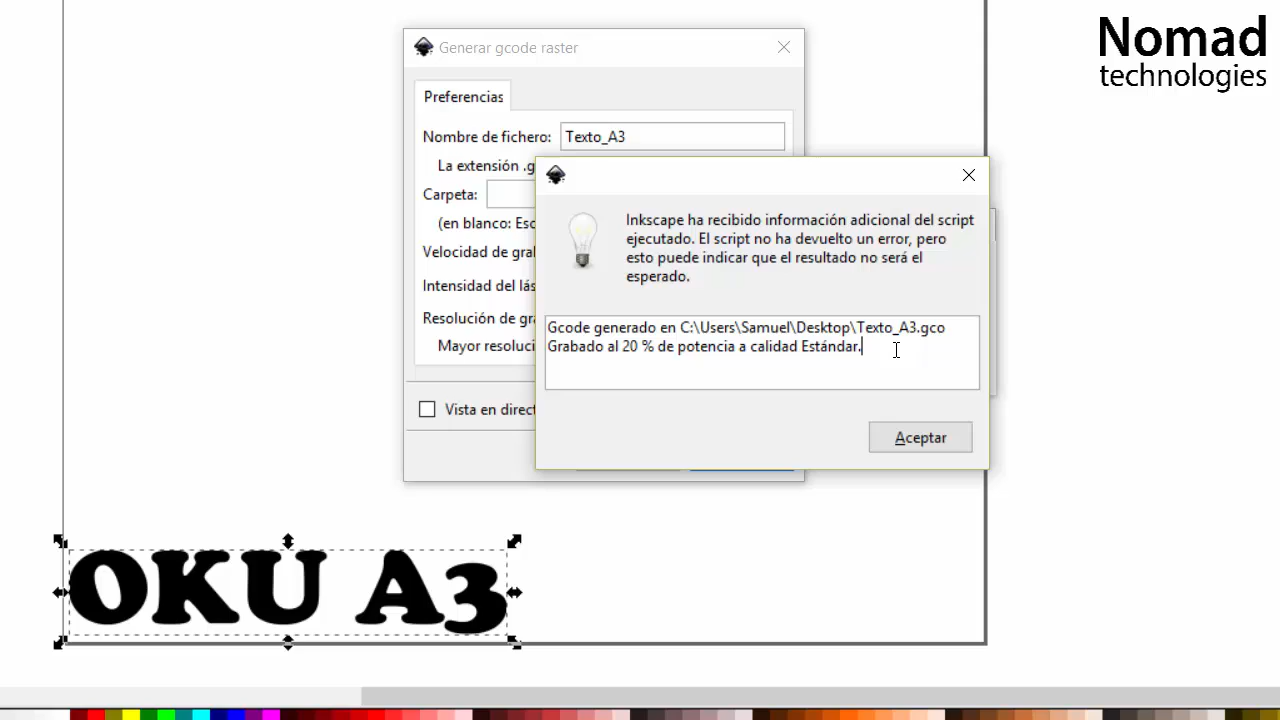 Nomad
technologies
Generar gcode raster
Preferencias
Nombre de fichero: Texto_A3
La extensión .g
Carpeta:
(en blanco: Esc
Velocidad de gral
Intensidad del lás
Resolución de gra
Mayor resoluci
Vista en direct
Inkscape ha recibido información adicional del script
ejecutado. El script no ha devuelto un error, pero
esto puede indicar que el resultado no será el
esperado.
Gcode generado en C:\Users\Samuel\Desktop\Texto_A3.gco
Grabado al 20 % de potencia a calidad Estándar.
Aceptar
OKU A3